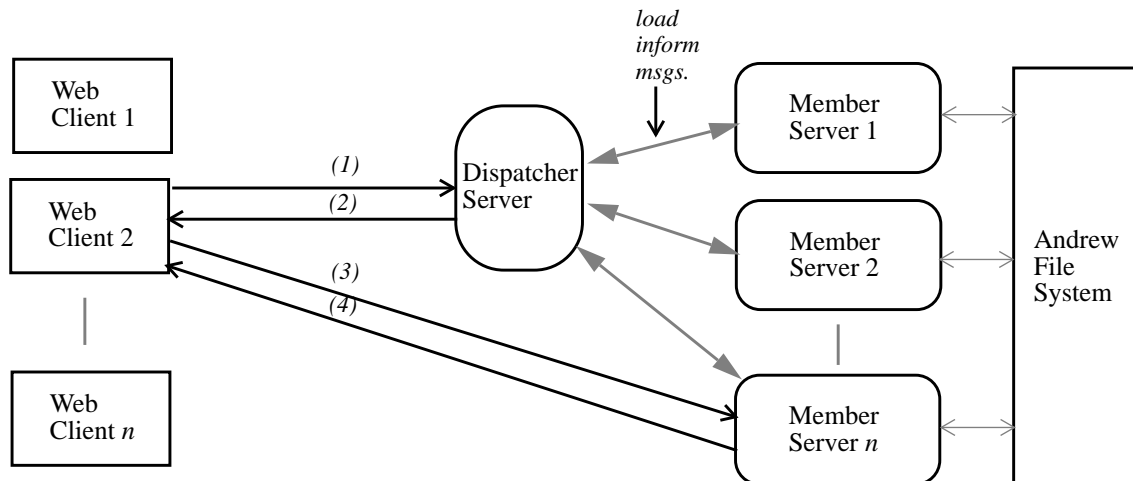 load
inform
msgs.
Web
Client 1
Member
Server 1
(1)
Dispatcher
Server
(2)
Web
Client 2
Member
Server 2
Andrew
File
System
(3)
(4)
Web
Client n
Member
Server n